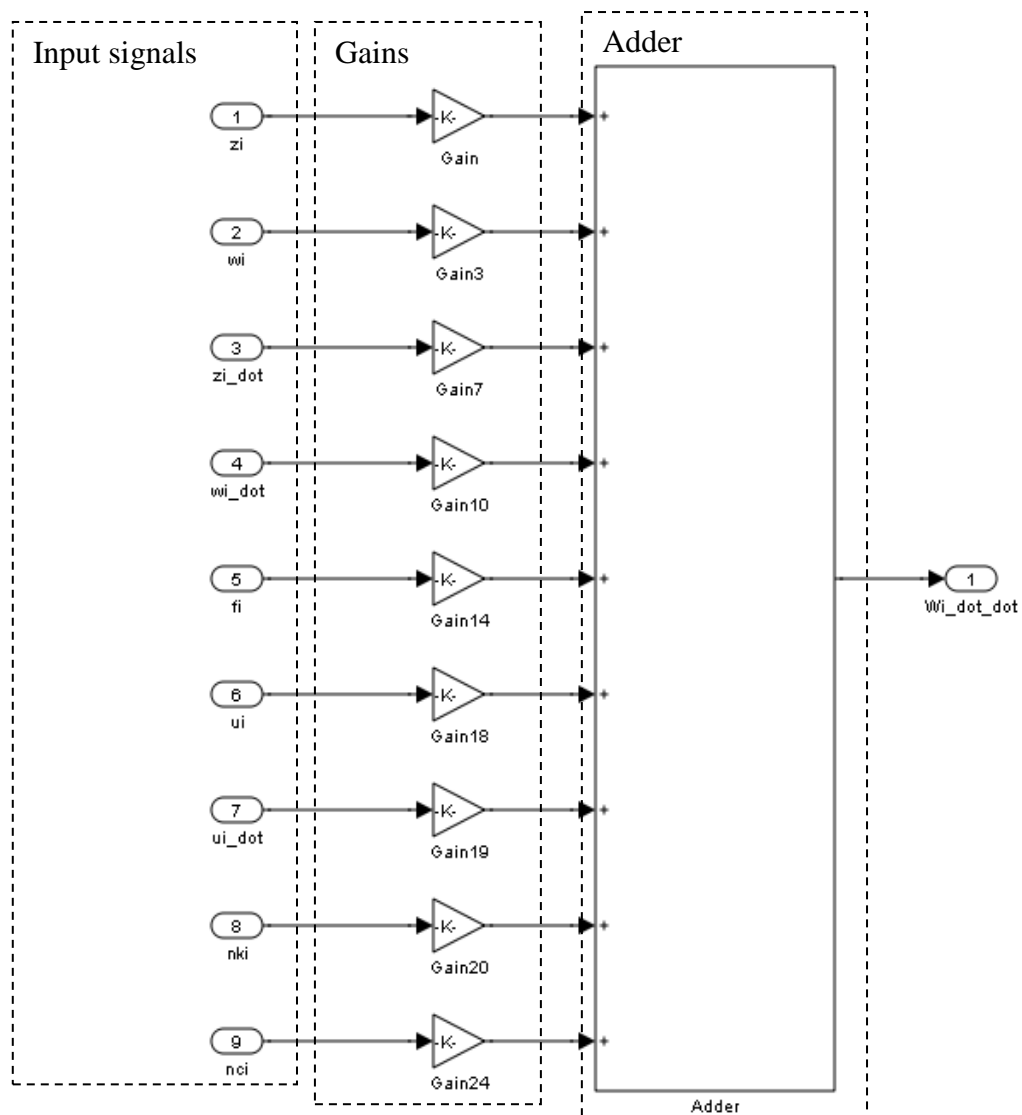 Input signals
Gains
Adder
1
zi
-K-
Gain
+
2
wi
-K-
Gain3
+
3
zi_dot
-K-
Gain7
+
4
wi_dot
-K-
Gain10
+
5
fi
-K-
Gain14
+
1
Wi_dot_dot
6
ui
-K-
Gain18
+
7
ui_dot
-K-
Gain19
+
8
nki
-K-
Gain20
+
9
nci
-K-
Gain24
+
Adder